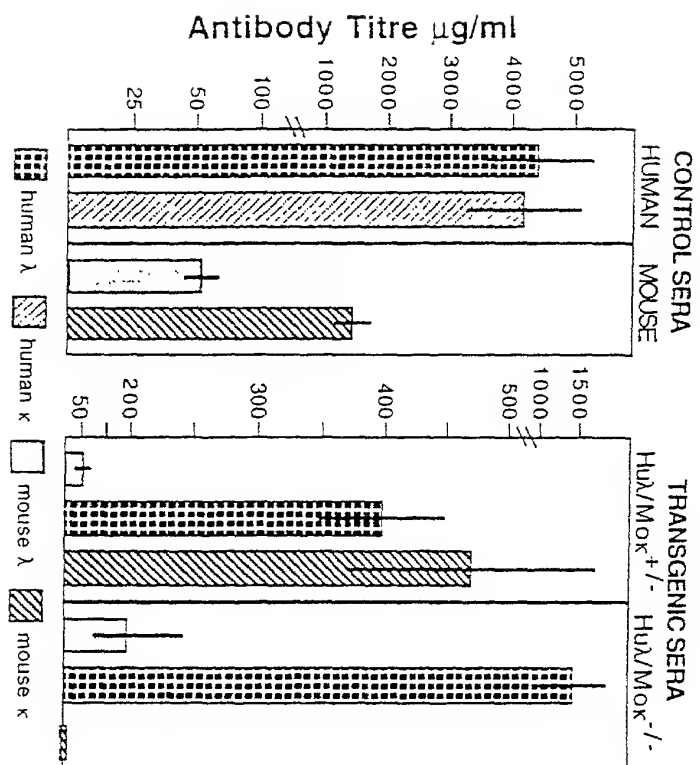 Antibody Titre μg/ml
25 50 100 1000 2000 3000 4000 5000
CONTROL SERA
HUMAN MOUSE
50 200 300 400 500 1000 1500
TRANSGENIC SERA
Huλ/Moκ+/- Huλ/Moκ-/-
human λ
human κ
mouse λ
mouse κ